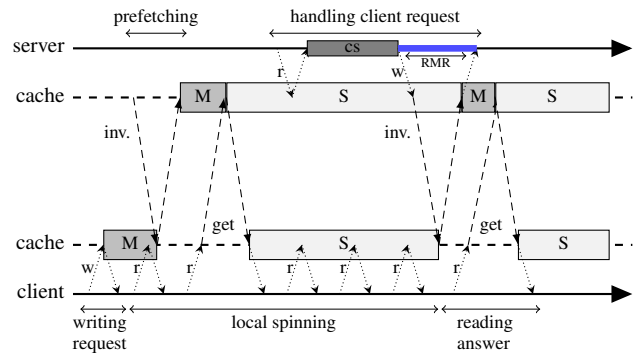 prefetching
handling client request
server
cs
r
w
RMR
cache
M
S
M
S
inv.
inv.
get
get
cache
M
S
S
w
r
r
r
r
r
r
client
writing
request
local spinning
reading
answer